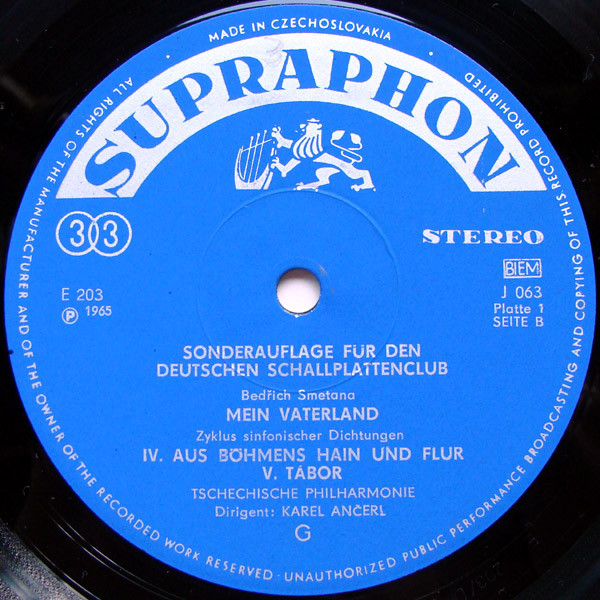 MADE IN CZECHOSLOVAKIA
SUPRAPHON
33
STEREO
BIEM
E 203
℗ 1965
J 063
Platte 1
SEITE B
SONDERAUFLAGE FÜR DEN
DEUTSCHEN SCHALLPLATTENCLUB
Bedřich Smetana
MEIN VATERLAND
Zyklus sinfonischer Dichtungen
IV. AUS BÖHMENS HAIN UND FLUR
V. TÁBOR
TSCHECHISCHE PHILHARMONIE
Dirigent: KAREL ANČERL
G
ALL RIGHTS OF THE MANUFACTURER AND OF THE OWNER OF THE RECORDED WORK RESERVED · UNAUTHORIZED PUBLIC PERFORMANCE BROADCASTING AND COPYING OF THIS RECORD PROHIBITED